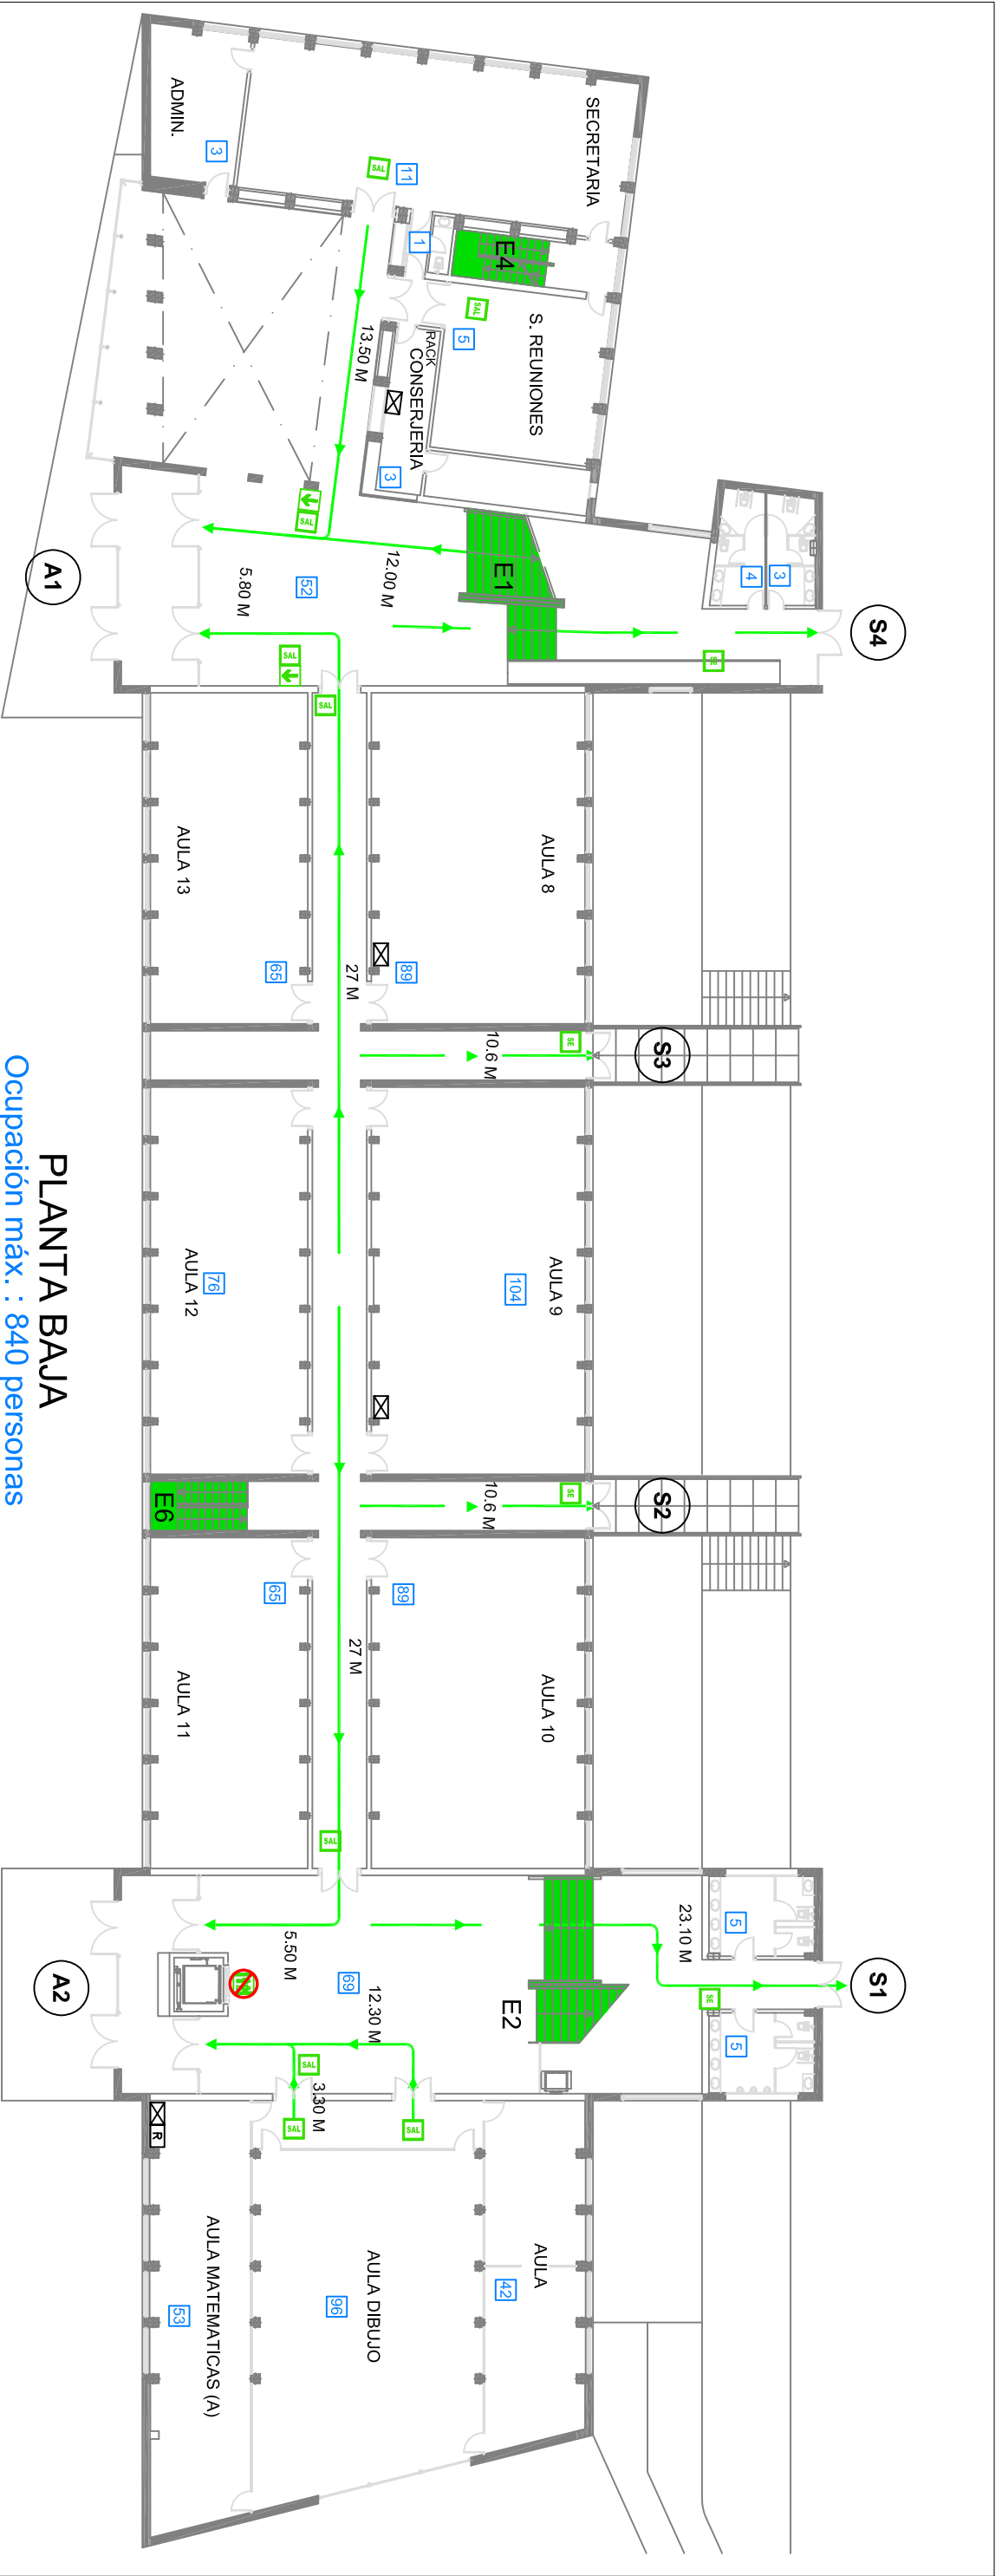 SECRETARIA
ADMIN.
3
SAL
11
1
E4
SAL
5
S. REUNIONES
RACK
CONSERJERIA
3
13.50 M
SAL
E1
12.00 M
52
5.80 M
A1
4
3
S4
SE
SAL
SAL
AULA 13
AULA 8
65
27 M
89
10.6 M
SE
S3
AULA 12
76
AULA 9
104
E6
10.6 M
SE
S2
65
89
27 M
AULA 11
AULA 10
SAL
5.50 M
69
12.30 M
E2
A2
23.10 M
5
5
SE
S1
SAL
3.30 M
SAL
SAL
R
AULA MATEMATICAS (A)
53
AULA DIBUJO
96
AULA
42
PLANTA BAJA
Ocupación máx. : 840 personas